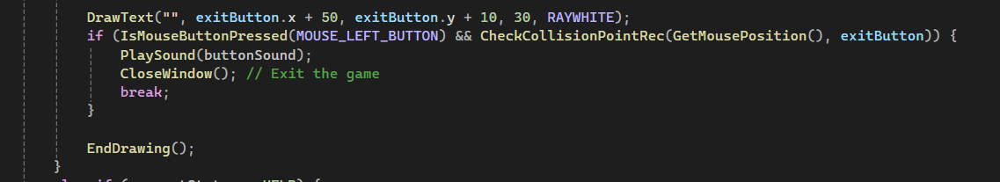 DrawText("", exitButton.x + 50, exitButton.y + 10, 30, RAYWHITE);
if (IsMouseButtonPressed(MOUSE_LEFT_BUTTON) && CheckCollisionPointRec(GetMousePosition(), exitButton)) {
PlaySound(buttonSound);
CloseWindow(); // Exit the game
break;
}
EndDrawing();
}